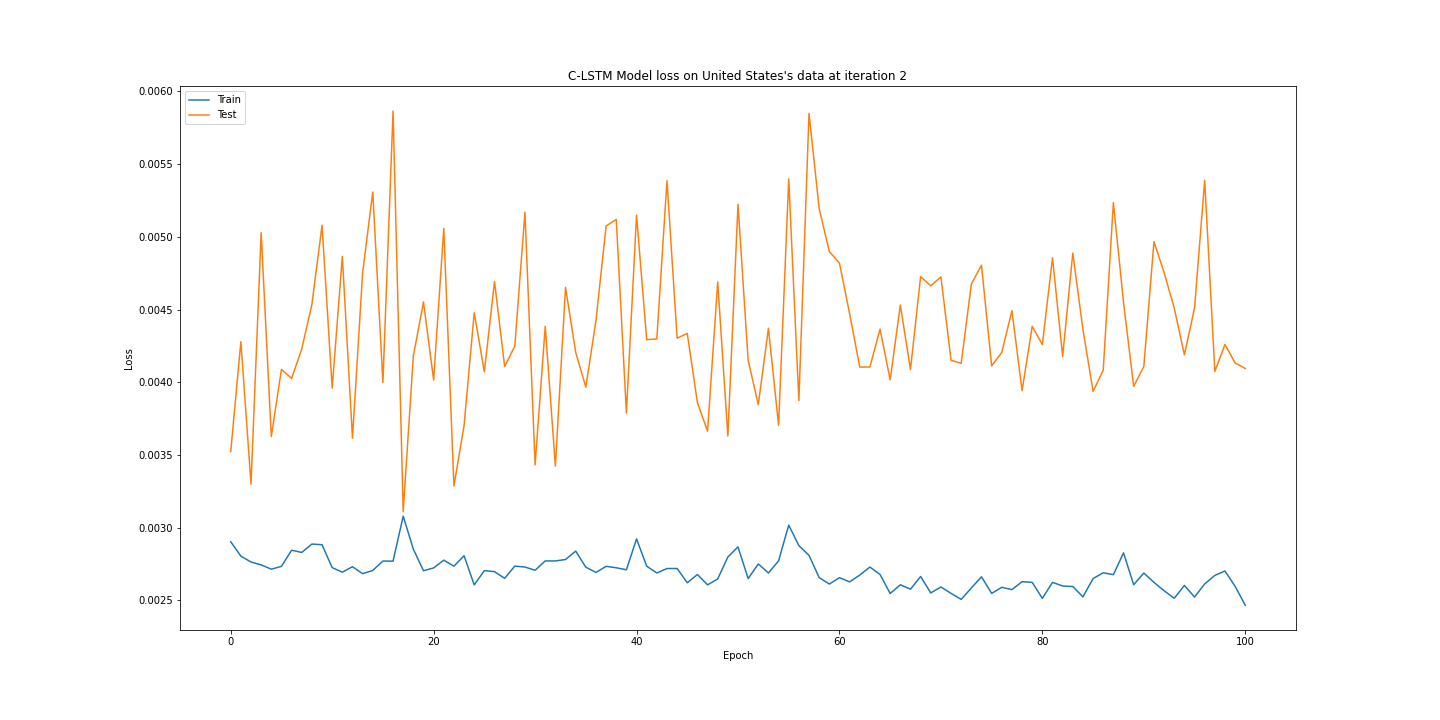 C-LSTM Model loss on United States's data at iteration 2
Train
Test
Loss
0.0060
0.0055
0.0050
0.0045
0.0040
0.0035
0.0030
0.0025
0 20 40 60 80 100
Epoch